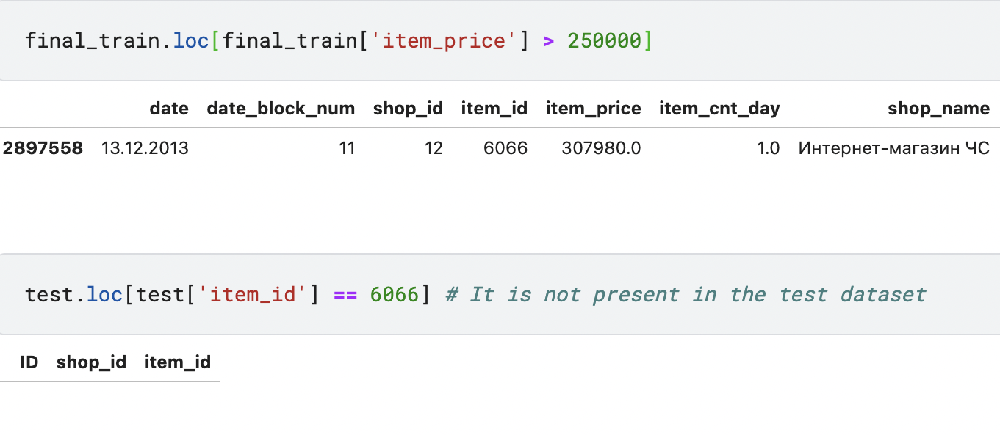 final_train.loc[final_train['item_price'] > 250000]
date date_block_num shop_id item_id item_price item_cnt_day shop_name
2897558 13.12.2013 11 12 6066 307980.0 1.0 Интернет-магазин ЧС
test.loc[test['item_id'] == 6066] # It is not present in the test dataset
ID shop_id item_id